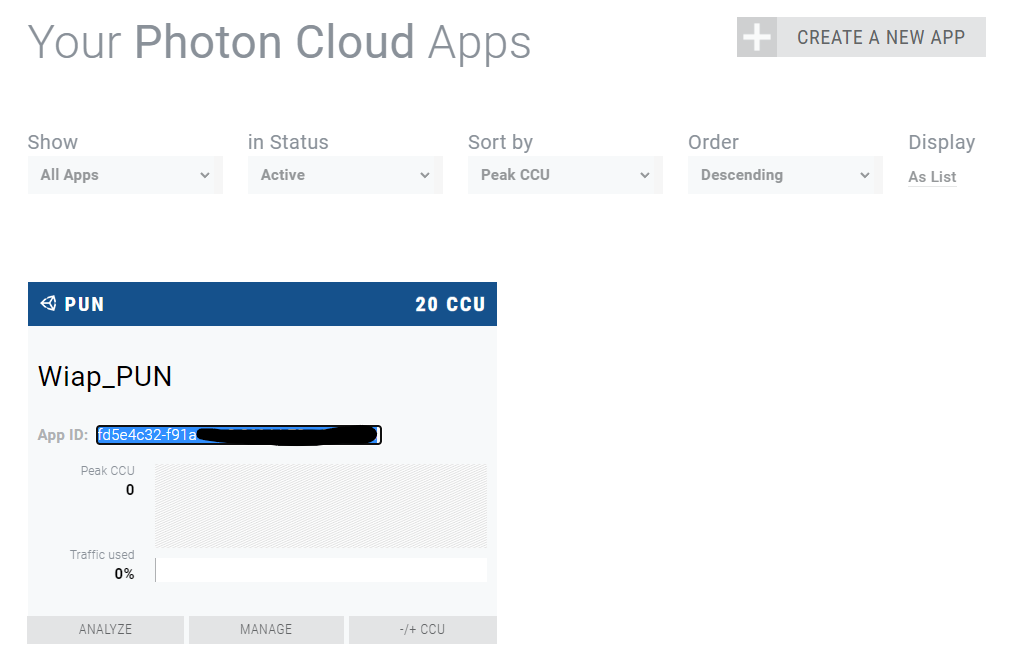 Your Photon Cloud Apps
CREATE A NEW APP
Show
in Status
Sort by
Order
Display
All Apps
Active
Peak CCU
Descending
As List
PUN
20 CCU
Wiap_PUN
App ID: fd5e4c32-f91a
Peak CCU
0
Traffic used
0%
ANALYZE
MANAGE
-/+ CCU